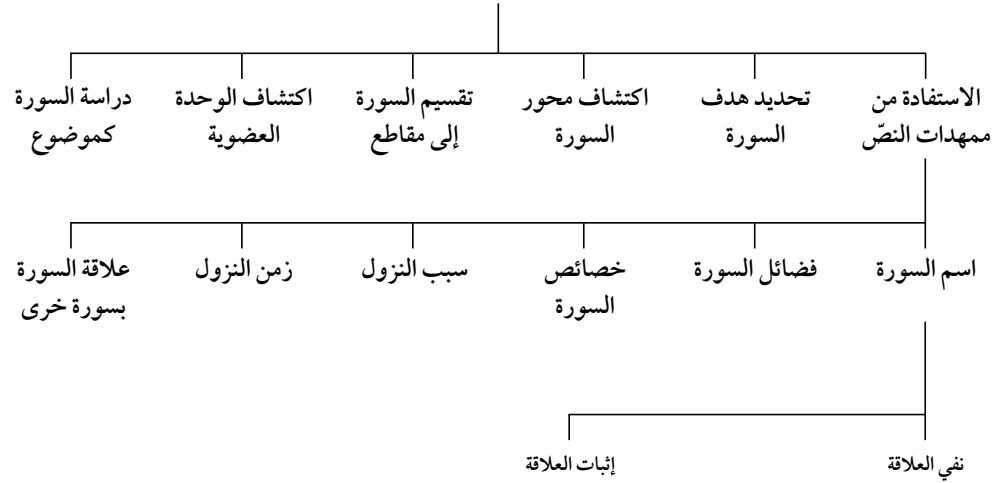 الاستفادة من
ممهدات النصّ
تحديد هدف
السورة
اكتشاف محور
السورة
تقسيم السورة
إلى مقاطع
اكتشاف الوحدة
العضوية
دراسة السورة
كموضوع
اسم السورة
فضائل السورة
خصائص
السورة
سبب النزول
زمن النزول
علاقة السورة
بسورة خرى
نفي العلاقة
إثبات العلاقة